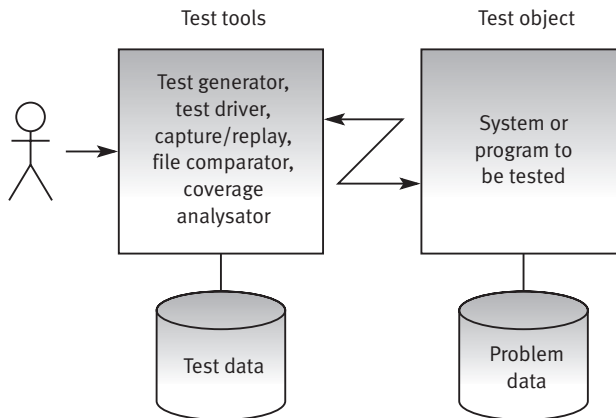 Test tools
Test object
Test generator,
test driver,
capture/replay,
file comparator,
coverage
analysator
System or
program to
be tested
Test data
Problem
data